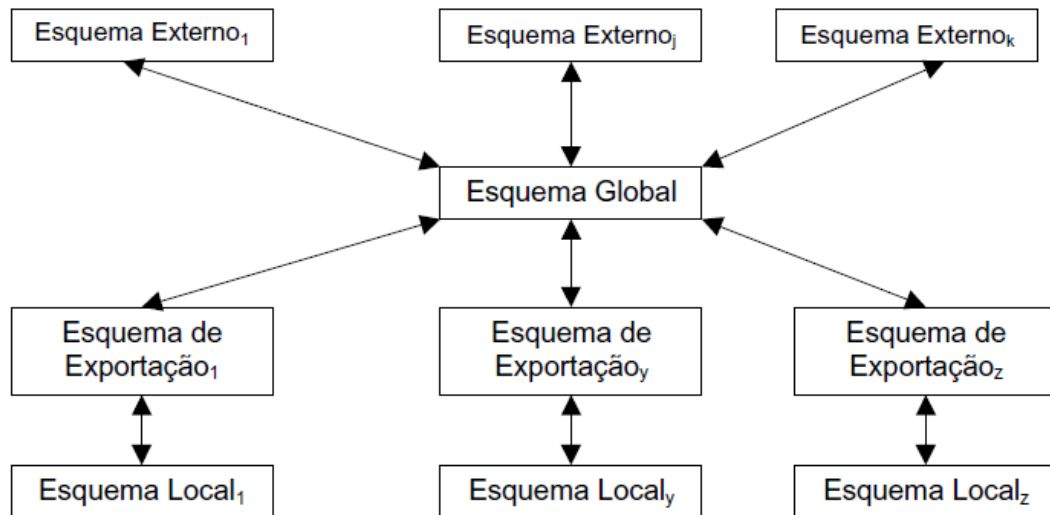 Esquema Externo₁
Esquema Externoⱼ
Esquema Externoₖ
Esquema Global
Esquema de
Exportação₁
Esquema de
Exportaçãoy
Esquema de
Exportaçãoz
Esquema Local₁
Esquema Localy
Esquema Localz